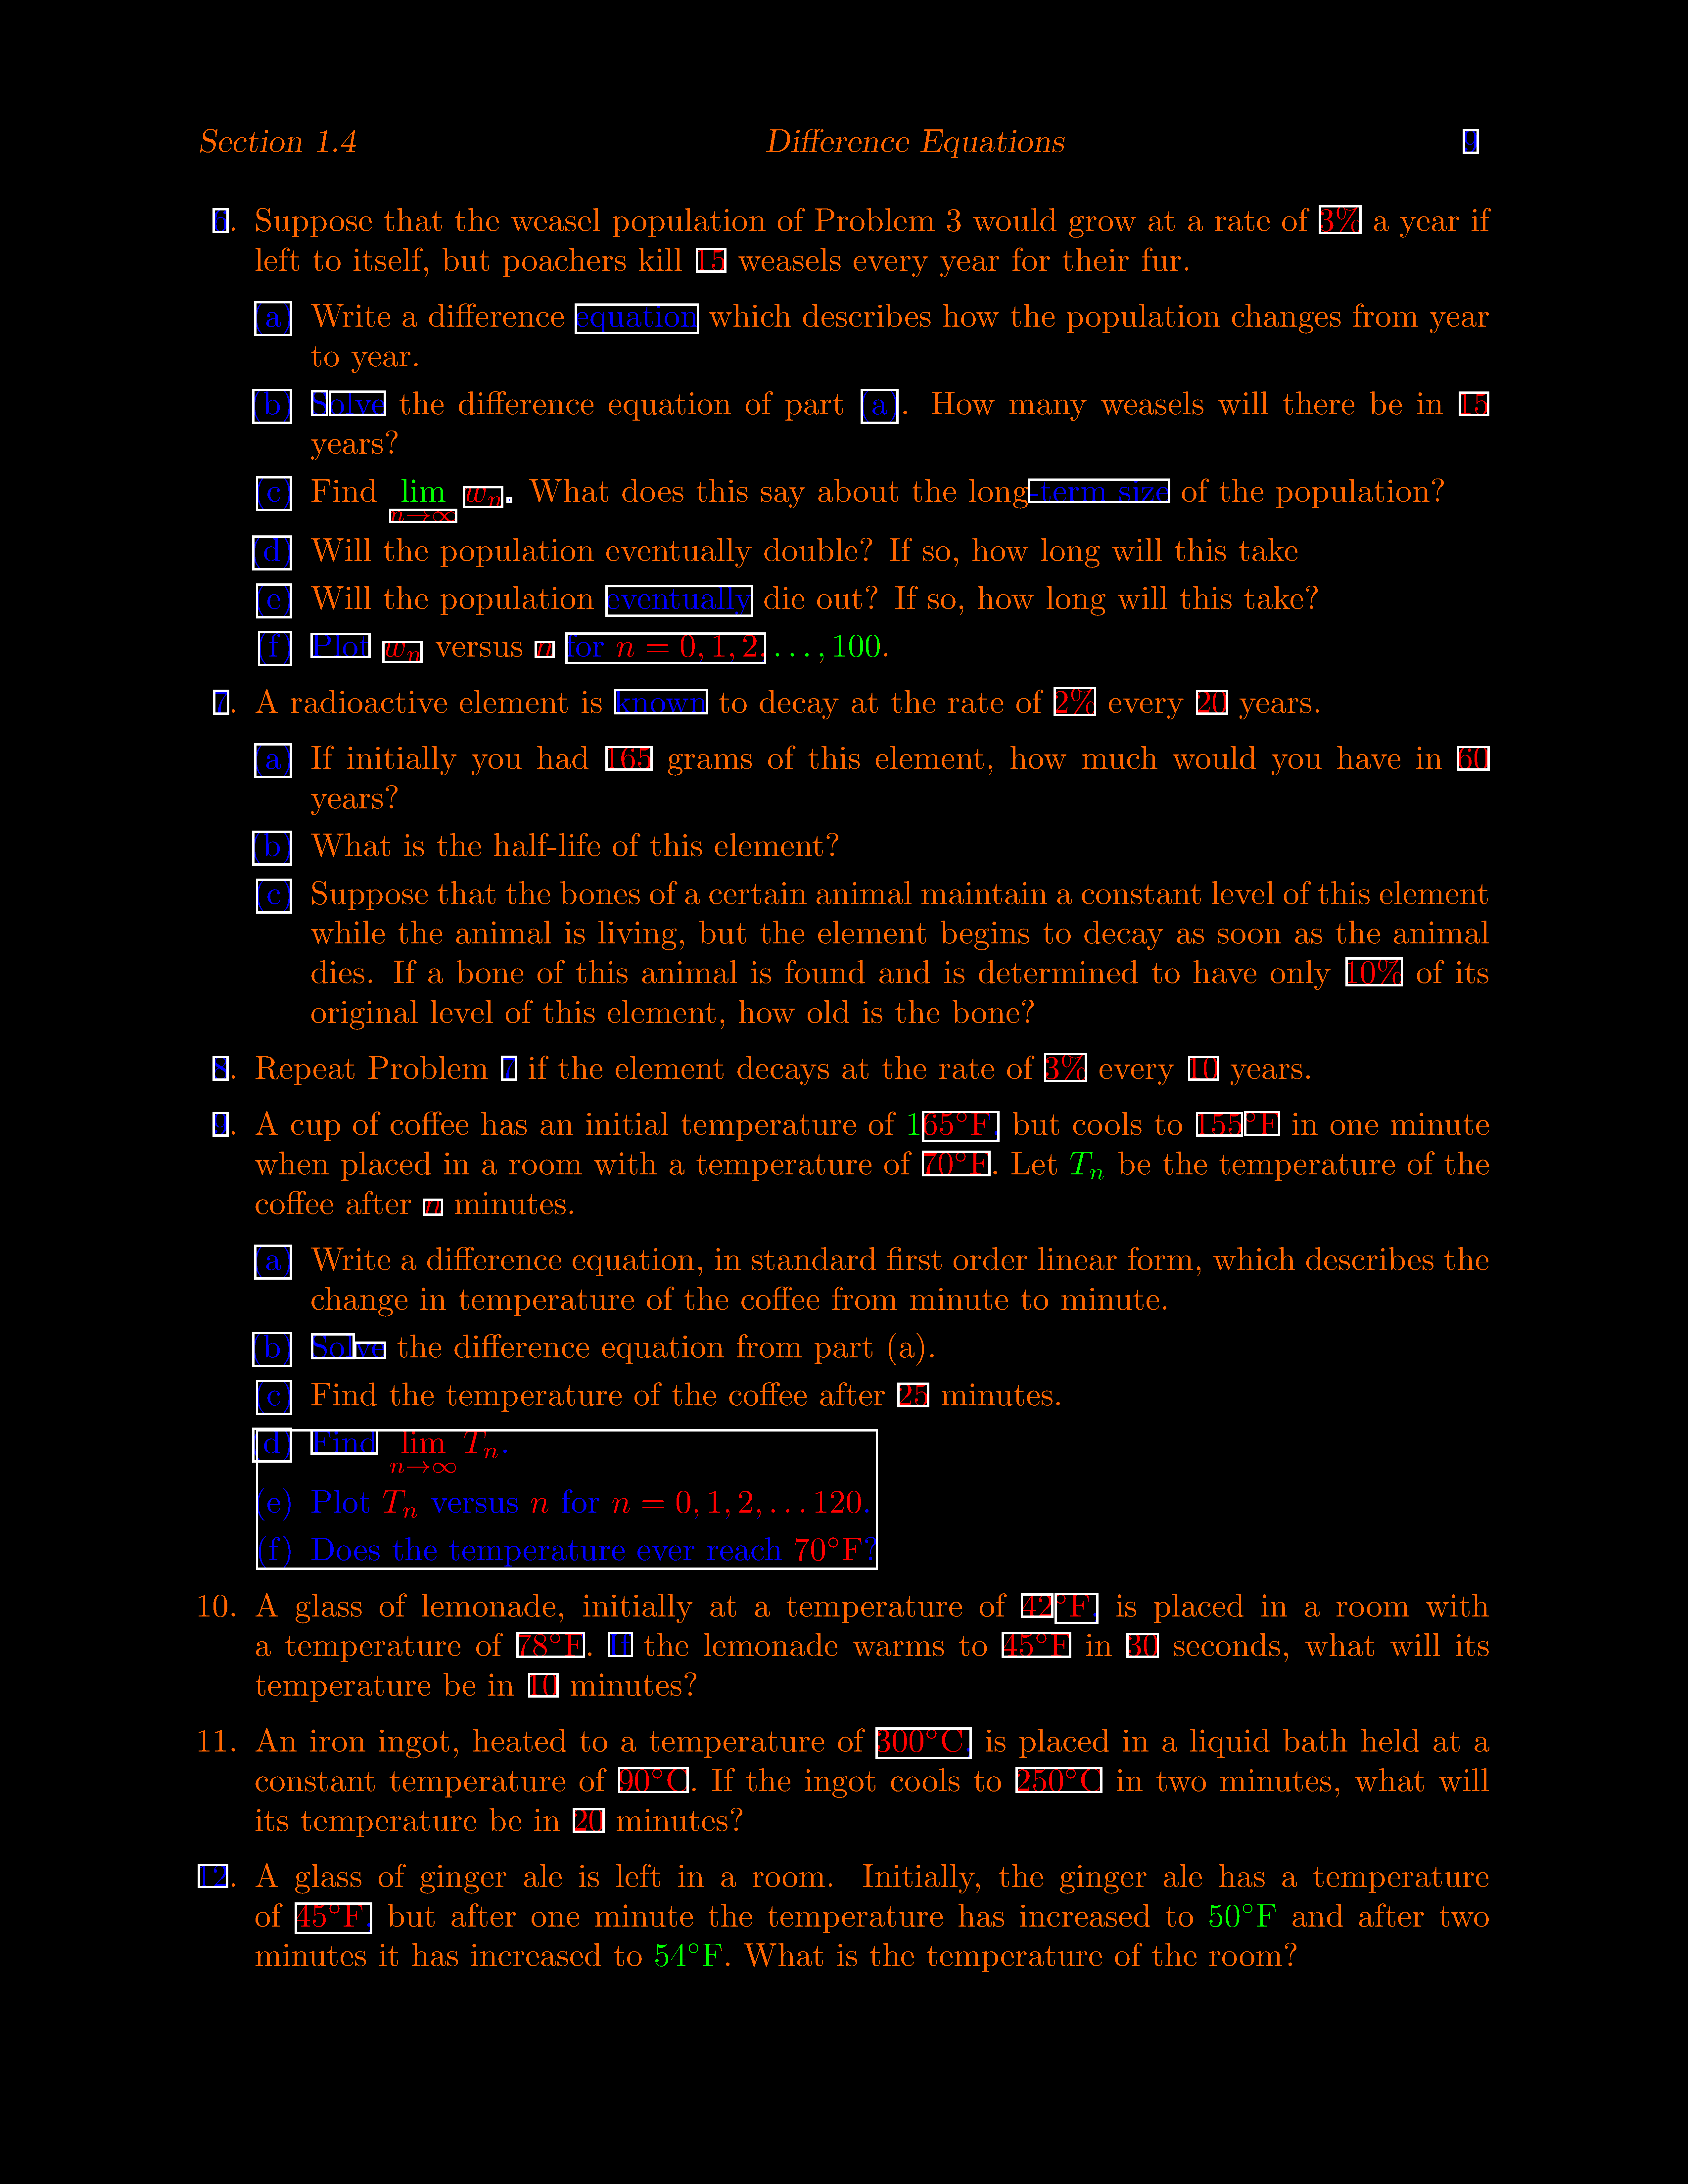 Section 1.4 Difference Equations 9
6. Suppose that the weasel population of Problem 3 would grow at a rate of 3% a year if
left to itself, but poachers kill 15 weasels every year for their fur.
(a) Write a difference equation which describes how the population changes from year
to year.
(b) Solve the difference equation of part (a). How many weasels will there be in 15
years?
(c) Find lim n→∞ wₙ. What does this say about the long-term size of the population?
(d) Will the population eventually double? If so, how long will this take
(e) Will the population eventually die out? If so, how long will this take?
(f) Plot wₙ versus n for n = 0, 1, 2, . . . , 100.
7. A radioactive element is known to decay at the rate of 2% every 20 years.
(a) If initially you had 165 grams of this element, how much would you have in 60
years?
(b) What is the half-life of this element?
(c) Suppose that the bones of a certain animal maintain a constant level of this element
while the animal is living, but the element begins to decay as soon as the animal
dies. If a bone of this animal is found and is determined to have only 10% of its
original level of this element, how old is the bone?
8. Repeat Problem 7 if the element decays at the rate of 3% every 10 years.
9. A cup of coffee has an initial temperature of 165°F, but cools to 155°F in one minute
when placed in a room with a temperature of 70°F. Let Tₙ be the temperature of the
coffee after n minutes.
(a) Write a difference equation, in standard first order linear form, which describes the
change in temperature of the coffee from minute to minute.
(b) Solve the difference equation from part (a).
(c) Find the temperature of the coffee after 25 minutes.
(d) Find lim n→∞ Tₙ.
(e) Plot Tₙ versus n for n = 0, 1, 2, . . . 120.
(f) Does the temperature ever reach 70°F?
10. A glass of lemonade, initially at a temperature of 42°F, is placed in a room with
a temperature of 78°F. If the lemonade warms to 45°F in 30 seconds, what will its
temperature be in 10 minutes?
11. An iron ingot, heated to a temperature of 300°C, is placed in a liquid bath held at a
constant temperature of 90°C. If the ingot cools to 250°C in two minutes, what will
its temperature be in 20 minutes?
12. A glass of ginger ale is left in a room. Initially, the ginger ale has a temperature
of 45°F, but after one minute the temperature has increased to 50°F and after two
minutes it has increased to 54°F. What is the temperature of the room?